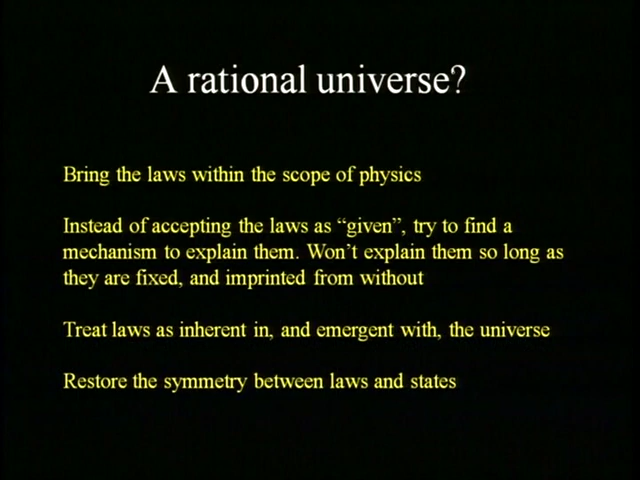 A rational universe?
Bring the laws within the scope of physics
Instead of accepting the laws as “given”, try to find a
mechanism to explain them. Won’t explain them so long as
they are fixed, and imprinted from without
Treat laws as inherent in, and emergent with, the universe
Restore the symmetry between laws and states